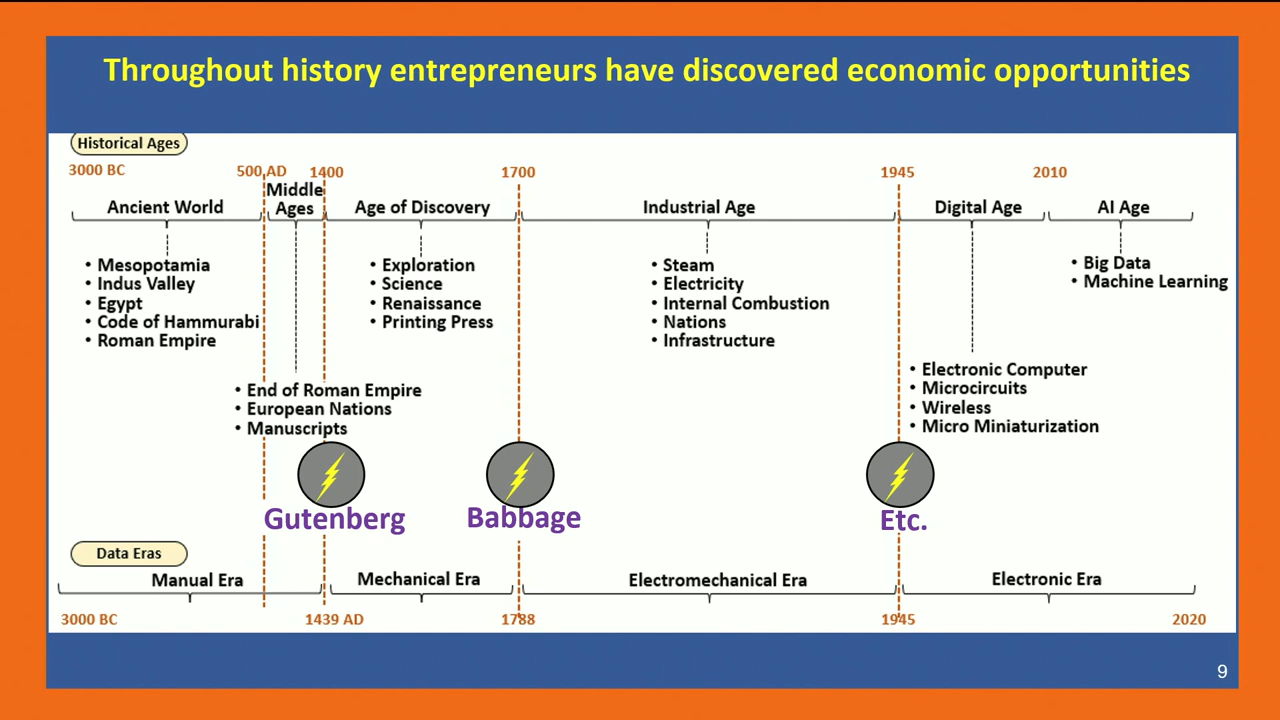 Throughout history entrepreneurs have discovered economic opportunities
Historical Ages
3000 BC
500 AD
1400
1700
1945
2010
Ancient World
Middle
Ages
Age of Discovery
Industrial Age
Digital Age
AI Age
• Mesopotamia
• Indus Valley
• Egypt
• Code of Hammurabi
• Roman Empire
• End of Roman Empire
• European Nations
• Manuscripts
• Exploration
• Science
• Renaissance
• Printing Press
• Steam
• Electricity
• Internal Combustion
• Nations
• Infrastructure
• Electronic Computer
• Microcircuits
• Wireless
• Micro Miniaturization
• Big Data
• Machine Learning
Gutenberg
Babbage
Etc.
Data Eras
Manual Era
Mechanical Era
Electromechanical Era
Electronic Era
3000 BC
1439 AD
1788
1945
2020
9